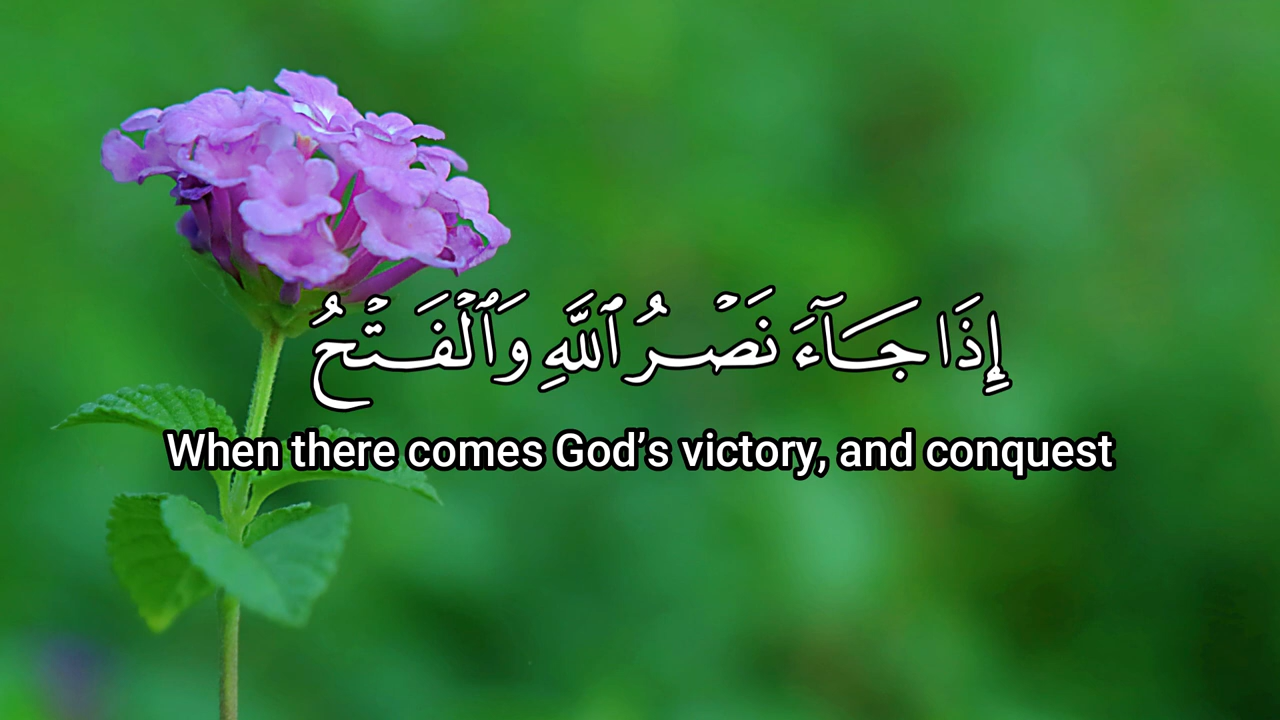 إِذَا جَآءَ نَصۡرُ ٱللَّهِ وَٱلۡفَتۡحُ
When there comes God’s victory, and conquest